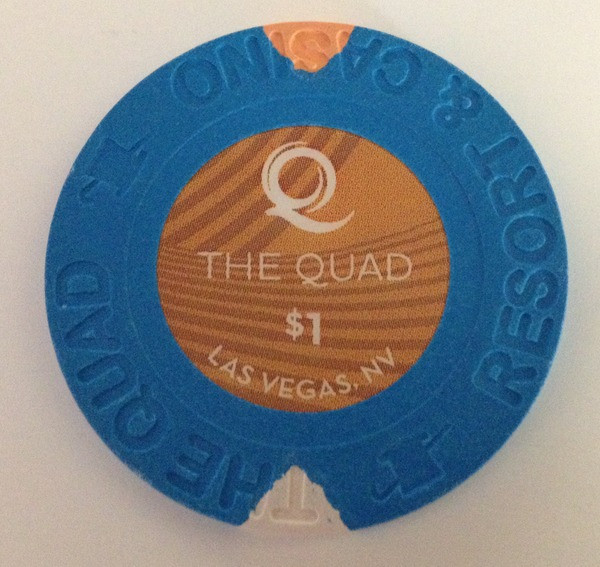 Q
THE QUAD
$1
LAS VEGAS, NV
THE QUAD
RESORT & CASINO